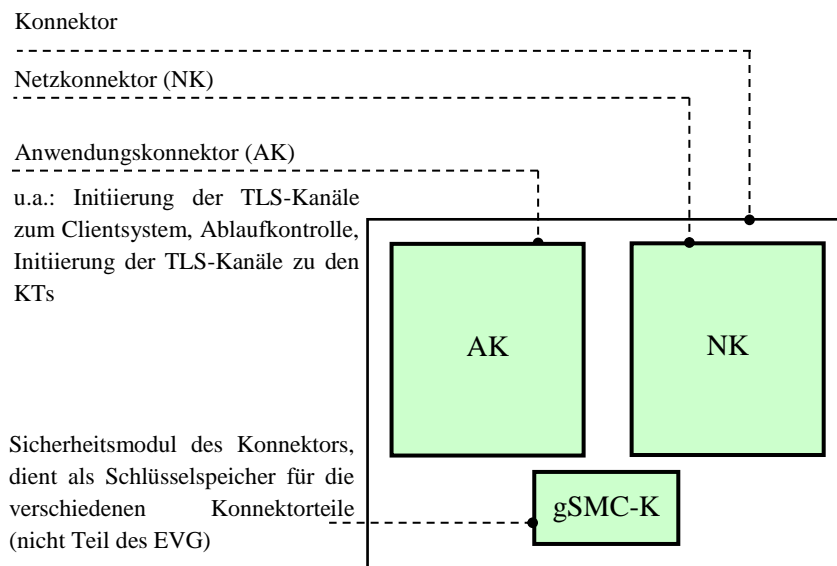 Konnektor
Netzkonnektor (NK)
Anwendungskonnektor (AK)
u.a.: Initiierung der TLS-Kanäle
zum Clientsystem, Ablaufkontrolle,
Initiierung der TLS-Kanäle zu den
KTs
AK
NK
Sicherheitsmodul des Konnektors,
dient als Schlüsselspeicher für die
verschiedenen Konnektorteile
(nicht Teil des EVG)
gSMC-K